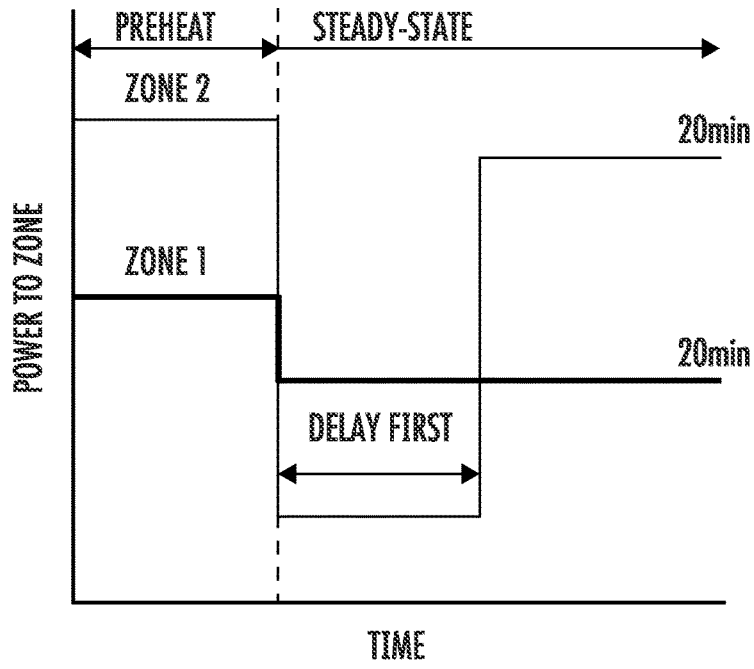 PREHEAT
STEADY-STATE
ZONE 2
20min
ZONE 1
20min
DELAY FIRST
POWER TO ZONE
TIME